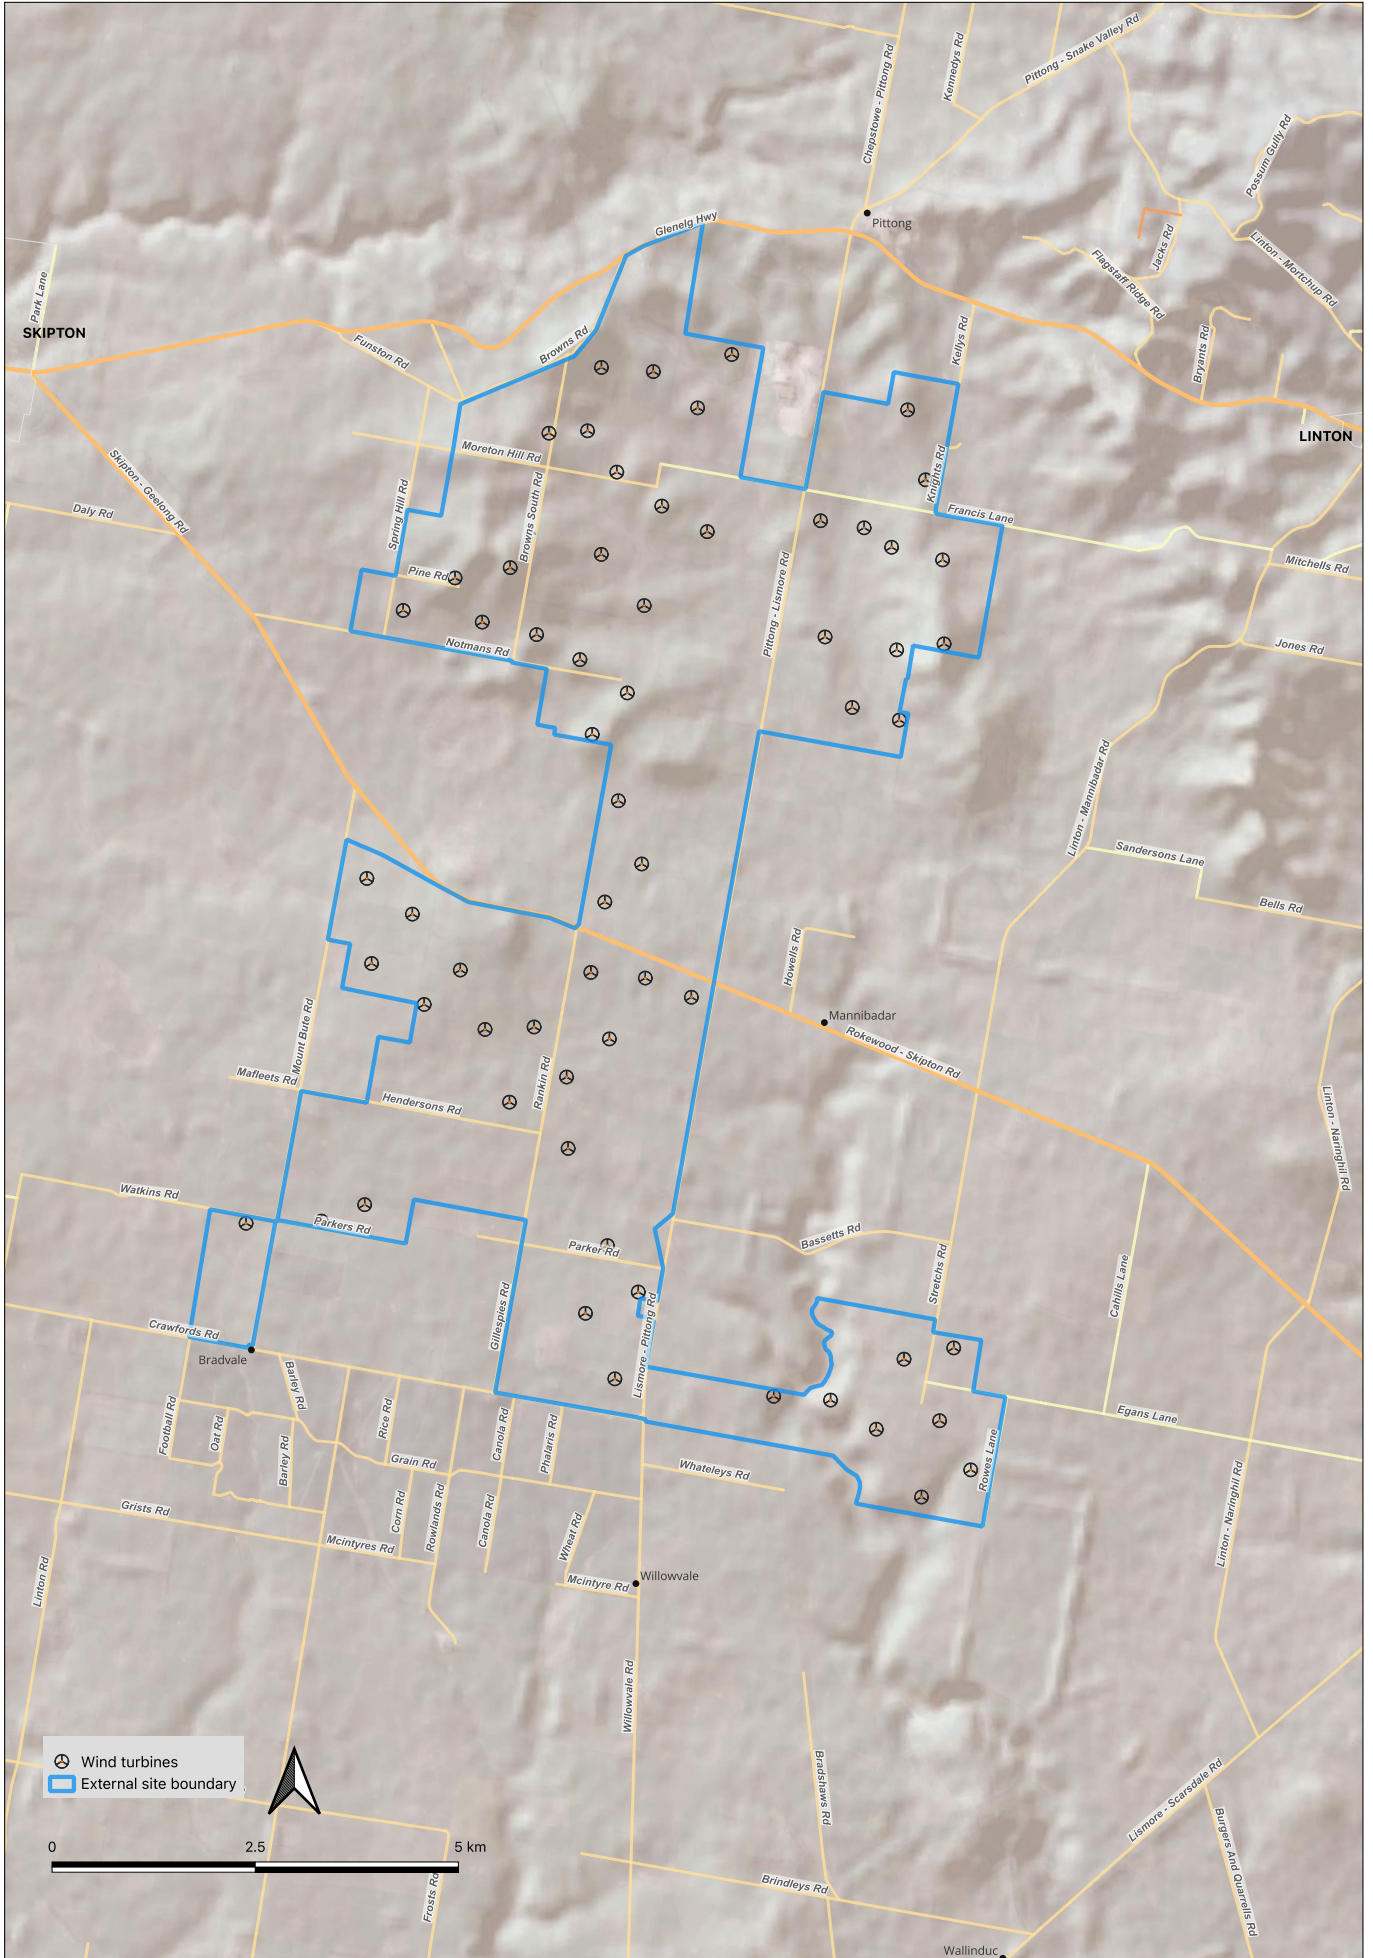 Chepstowe - Pittong Rd
Kennedys Rd
Pittong - Snake Valley Rd
Possum Gully Rd
Glenelg Hwy
Pittong
Jacks Rd
Linton - Mortchup Rd
Flagstaff Ridge Rd
Park Lane
SKIPTON
Funston Rd
Browns Rd
Kellys Rd
Bryants Rd
LINTON
Moreton Hill Rd
Skipton - Geelong Rd
Daly Rd
Spring Hill Rd
Browns South Rd
Knights Rd
Francis Lane
Pine Rd
Mitchells Rd
Pittong - Lismore Rd
Notmans Rd
Jones Rd
Linton - Mannibadar Rd
Sandersons Lane
Bells Rd
Howells Rd
Mannibadar
Rokewood - Skipton Rd
Mount Bute Rd
Mafleets Rd
Hendersons Rd
Rankin Rd
Linton - Naringhil Rd
Watkins Rd
Parkers Rd
Parker Rd
Bassetts Rd
Stretchs Rd
Cahills Lane
Gillespies Rd
Lismore - Pittong Rd
Crawfords Rd
Bradvale
Barley Rd
Football Rd
Oat Rd
Barley Rd
Rice Rd
Grain Rd
Canola Rd
Phalaris Rd
Egans Lane
Whateleys Rd
Rowes Lane
Grists Rd
Corn Rd
Rowlands Rd
Canola Rd
Wheat Rd
Mcintyres Rd
Mcintyre Rd
Willowvale
Linton Rd
Linton - Naringhil Rd
Willowvale Rd
Bradshaws Rd
Lismore - Scarsdale Rd
Burgers And Quarrells Rd
Wind turbines
External site boundary
0 2.5 5 km
Frosts Rd
Brindleys Rd
Wallinduc